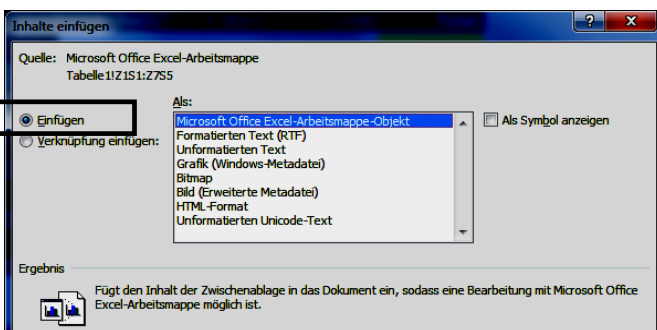 Inhalte einfügen
Quelle: Microsoft Office Excel-Arbeitsmappe
Tabelle1!Z1S1:Z7S5
Als:
Einfügen
Verknüpfung einfügen:
Microsoft Office Excel-Arbeitsmappe-Objekt
Formatierten Text (RTF)
Unformatierten Text
Grafik (Windows-Metadatei)
Bitmap
Bild (Erweiterte Metadatei)
HTML-Format
Unformatierten Unicode-Text
Als Symbol anzeigen
Ergebnis
Fügt den Inhalt der Zwischenablage in das Dokument ein, sodass eine Bearbeitung mit Microsoft Office
Excel-Arbeitsmappe möglich ist.